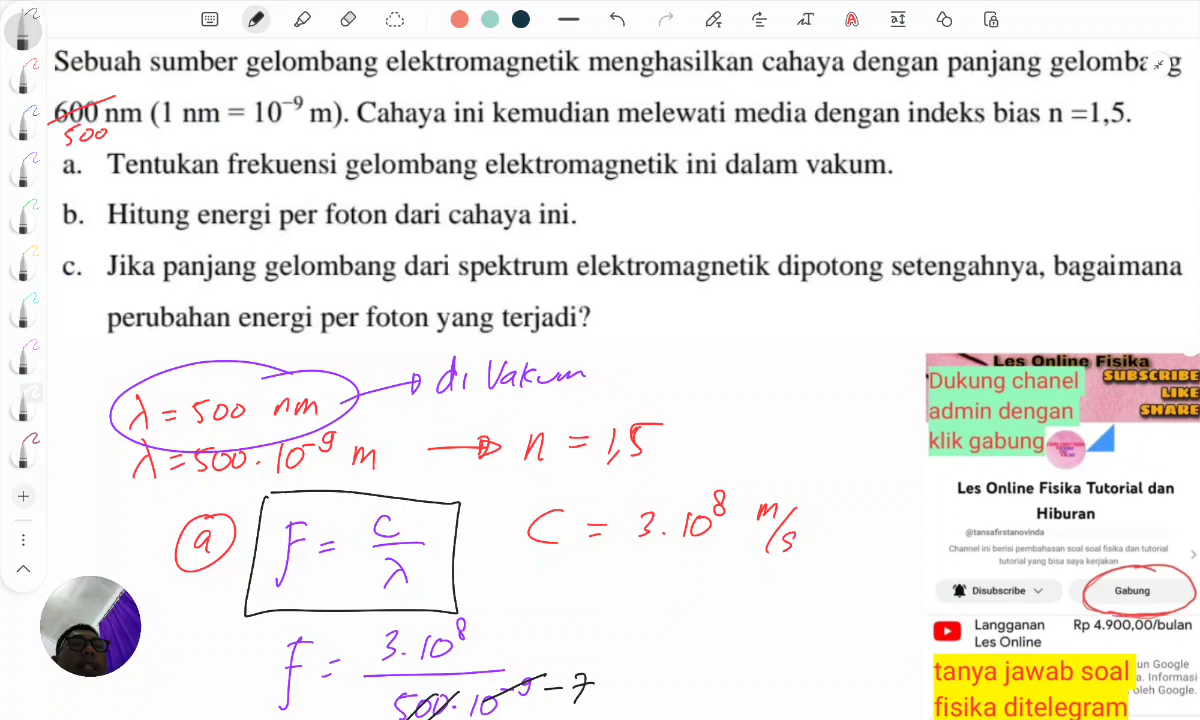 Sebuah sumber gelombang elektromagnetik menghasilkan cahaya dengan panjang gelomba g
600 nm (1 nm = 10⁻⁹ m). Cahaya ini kemudian melewati media dengan indeks bias n =1,5.
500
a. Tentukan frekuensi gelombang elektromagnetik ini dalam vakum.
b. Hitung energi per foton dari cahaya ini.
c. Jika panjang gelombang dari spektrum elektromagnetik dipotong setengahnya, bagaimana
perubahan energi per foton yang terjadi?
λ = 500 nm → di Vakum
λ = 500 . 10⁻⁹ m → n = 1,5
a F = c/λ C = 3 . 10⁸ m/s
F = 3 . 10⁸ / 500 . 10⁻⁹ -7
Les Online Fisika
SUBSCRIBE
LIKE
SHARE
Dukung chanel
admin dengan
klik gabung
Les Online Fisika Tutorial dan
Hiburan
@tansafirstanovinda
Channel ini berisi pembahasan soal soal fisika dan tutorial
tutorial yang bisa saya kerjakan
Disubscribe
Gabung
Langganan Rp 4.900,00/bulan
Les Online
un Google
a. Informasi
oleh Google.
tanya jawab soal
fisika ditelegram